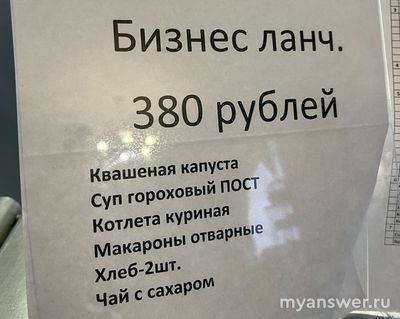 Бизнес ланч.
380 рублей
Квашеная капуста
Суп гороховый ПОСТ
Котлета куриная
Макароны отварные
Хлеб-2шт.
Чай с сахаром
myanswer.ru